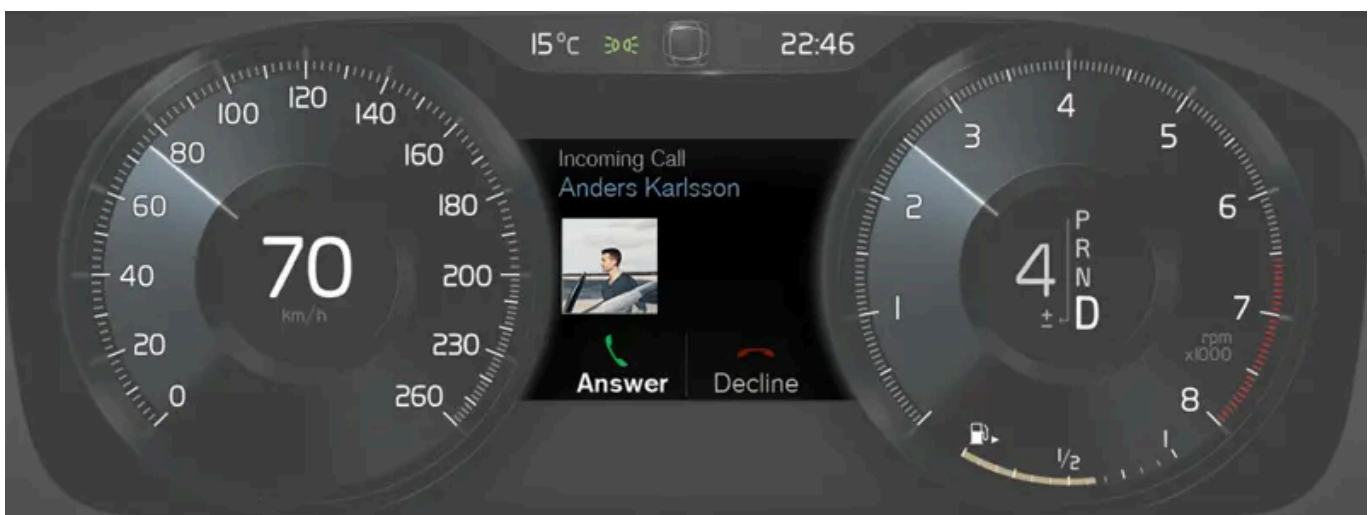 15°C 22:46
120
100 140
80 160
60 180
40 200
20 230
0 260
70
km/h
Incoming Call
Anders Karlsson
Answer Decline
4
3 5
2 6
1 7
8
rpm
x1000
4
P
R
N
± D
1/2 1